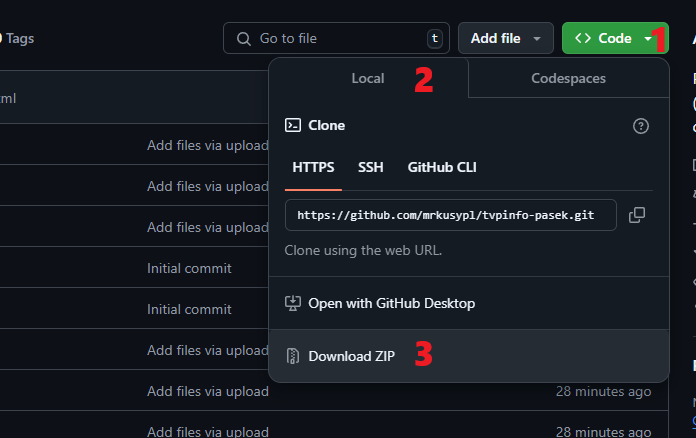 Tags
Go to file
t
Add file
Code
1
Local
2
Codespaces
ml
Clone
Add files via upload
HTTPS
SSH
GitHub CLI
Add files via upload
https://github.com/mrkusypl/tvpinfo-pasek.git
Add files via upload
Clone using the web URL.
Initial commit
Open with GitHub Desktop
Initial commit
Download ZIP
3
Add files via upload
Add files via upload
28 minutes ago
Add files via upload
28 minutes ago